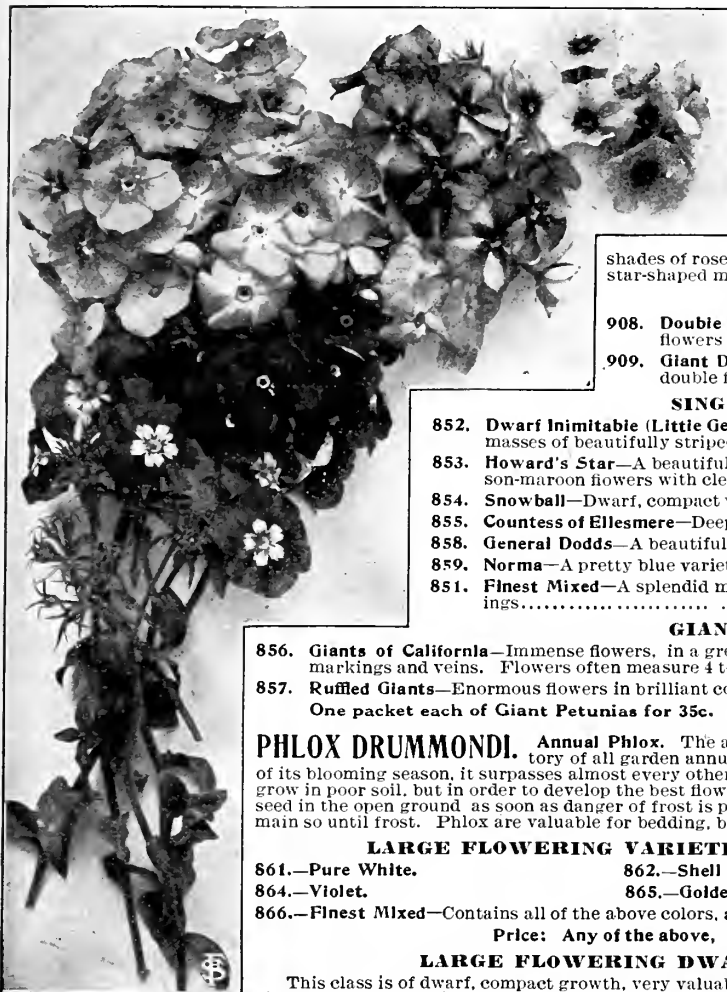 shades of rose
star-shaped m
908. Double
flowers
909. Giant D
double f
SING
852. Dwarf Inimitable (Little Ge
masses of beautifully stripe
853. Howard's Star—A beautiful
son-maroon flowers with cle
854. Snowball—Dwarf, compact
855. Countess of Ellesmere—Deep
858. General Dodds—A beautiful
859. Norma—A pretty blue variet
851. Finest Mixed—A splendid m
ings......................
GIAN
856. Giants of California—Immense flowers, in a gre
markings and veins. Flowers often measure 4 t
857. Ruffled Giants—Enormous flowers in brilliant co
One packet each of Giant Petunias for 35c.
PHLOX DRUMMONDI. Annual Phlox. The a
tory of all garden annu
of its blooming season, it surpasses almost every other
grow in poor soil, but in order to develop the best flow
seed in the open ground as soon as danger of frost is p
main so until frost. Phlox are valuable for bedding, b
LARGE FLOWERING VARIETI
861.—Pure White. 862.—Shell
864.—Violet. 865.—Golde
866.—Finest Mixed—Contains all of the above colors, a
Price: Any of the above,
LARGE FLOWERING DWA
This class is of dwarf, compact growth, very valual